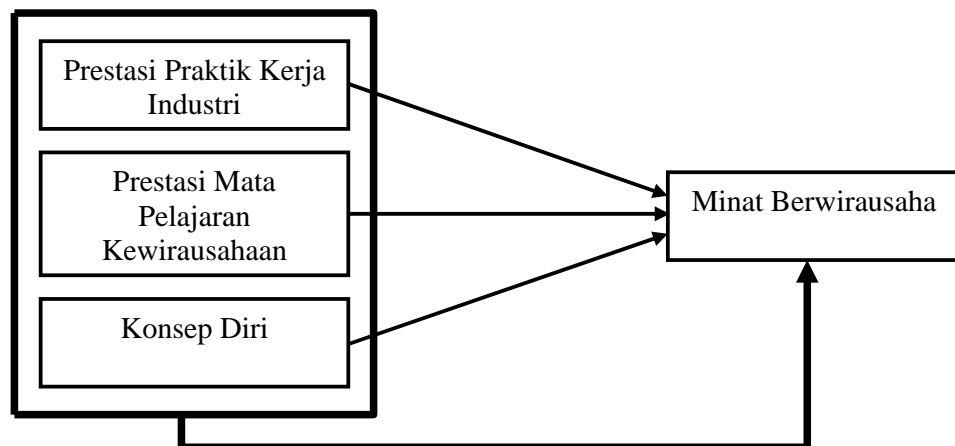 Prestasi Praktik Kerja
Industri
Prestasi Mata
Pelajaran
Kewirausahaan
Konsep Diri
Minat Berwirausaha